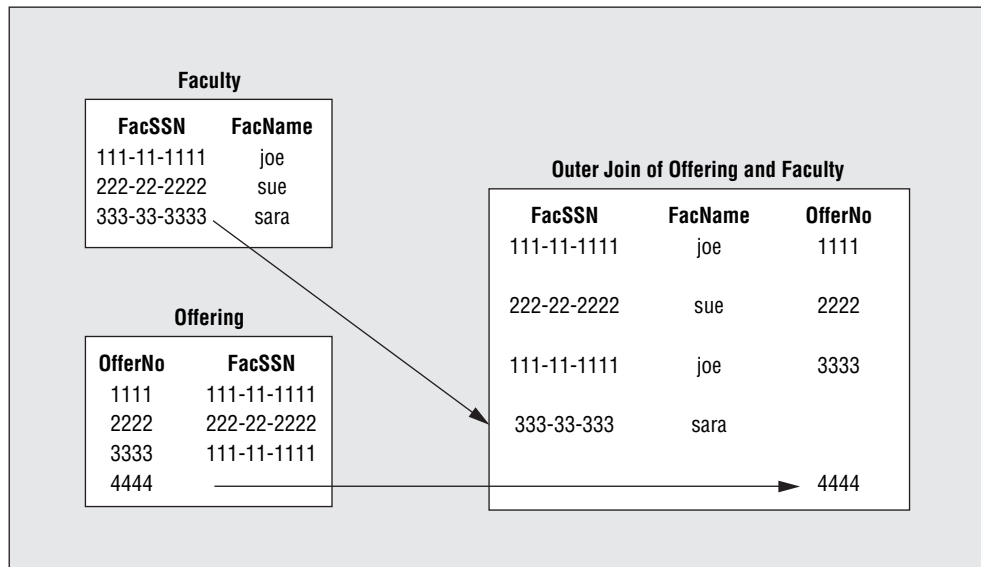 Faculty
FacSSN FacName
111-11-1111 joe
222-22-2222 sue
333-33-3333 sara
Offering
OfferNo FacSSN
1111 111-11-1111
2222 222-22-2222
3333 111-11-1111
4444
Outer Join of Offering and Faculty
FacSSN FacName OfferNo
111-11-1111 joe 1111
222-22-2222 sue 2222
111-11-1111 joe 3333
333-33-333 sara
4444